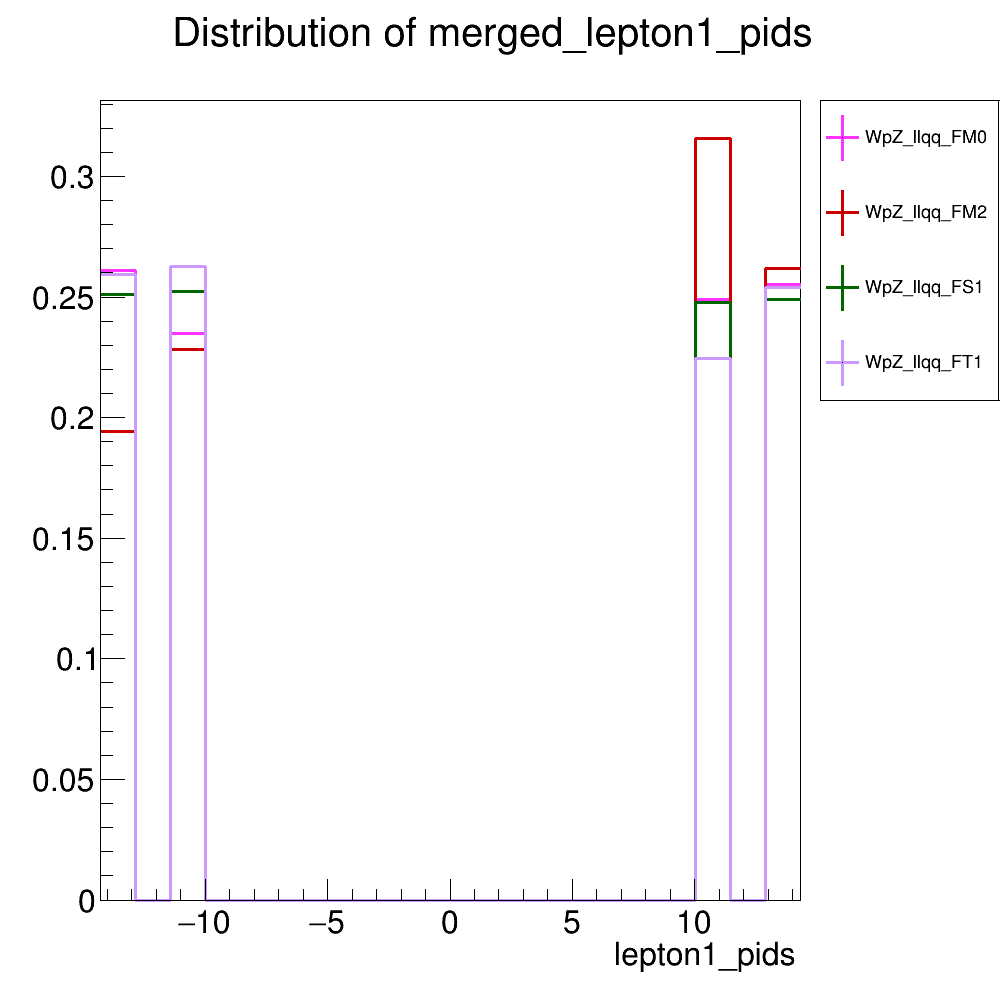 Distribution of merged_lepton1_pids
WpZ_llqq_FM0
WpZ_llqq_FM2
WpZ_llqq_FS1
WpZ_llqq_FT1
0.3
0.25
0.2
0.15
0.1
0.05
0
−10 −5 0 5 10
lepton1_pids